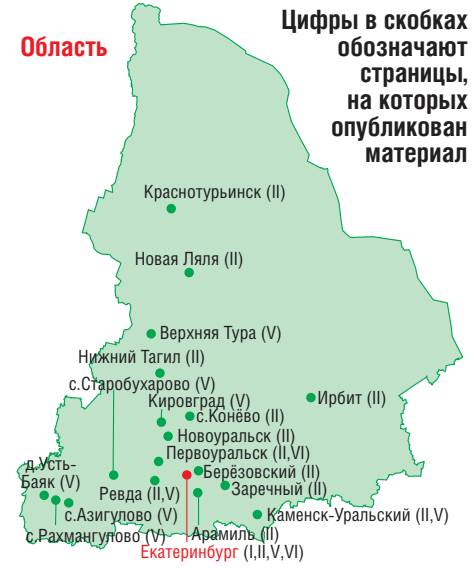 Область
Цифры в скобках
обозначают
страницы,
на которых
опубликован
материал
Краснотурьинск (II)
Новая Ляля (II)
Верхняя Тура (V)
Нижний Тагил (II)
с.Старобухарово (V)
Кировград (V)
Ирбит (II)
с.Конёво (II)
Новоуральск (II)
Первоуральск (II,VI)
д.Усть-
Баяк (V)
Берёзовский (II)
Ревда (II,V)
Заречный (II)
с.Азигулово (V)
Каменск-Уральский (II,V)
с.Рахмангулово (V)
Арамиль (II)
Екатеринбург (I,II,V,VI)